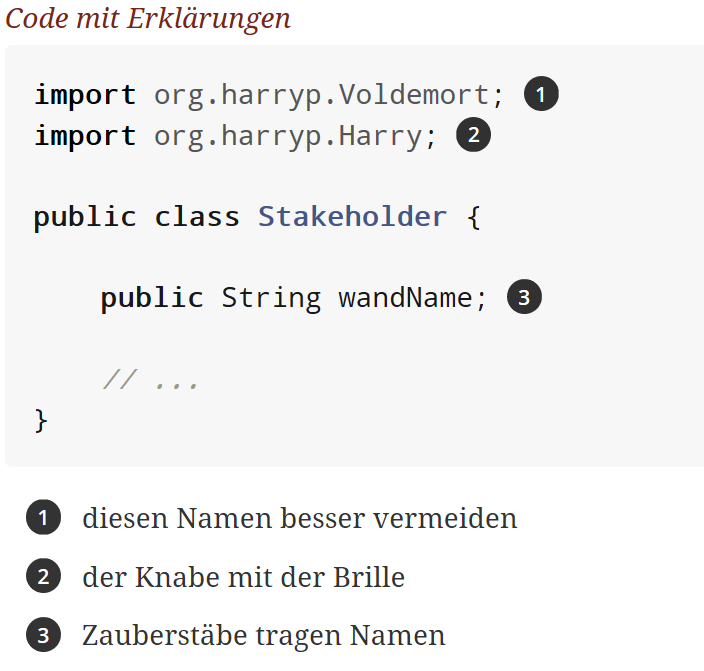 Code mit Erklärungen
import org.harryp.Voldemort; 1
import org.harryp.Harry; 2
public class Stakeholder {
public String wandName; 3
// ...
}
1 diesen Namen besser vermeiden
2 der Knabe mit der Brille
3 Zauberstäbe tragen Namen